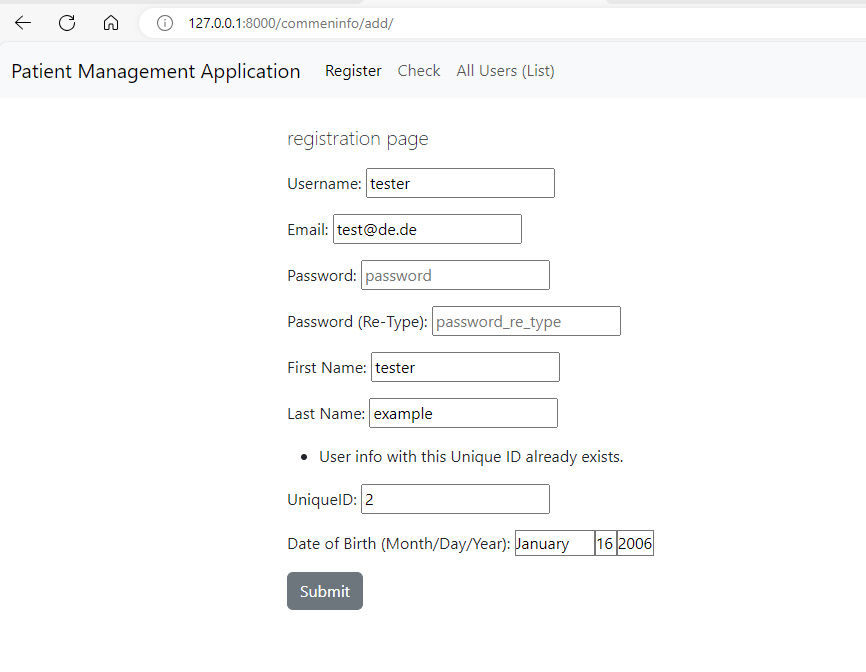 127.0.0.1:8000/commeninfo/add/
Patient Management Application Register Check All Users (List)
registration page
Username: tester
Email: test@de.de
Password: password
Password (Re-Type): password_re_type
First Name: tester
Last Name: example
User info with this Unique ID already exists.
UniqueID: 2
Date of Birth (Month/Day/Year): January 16 2006
Submit